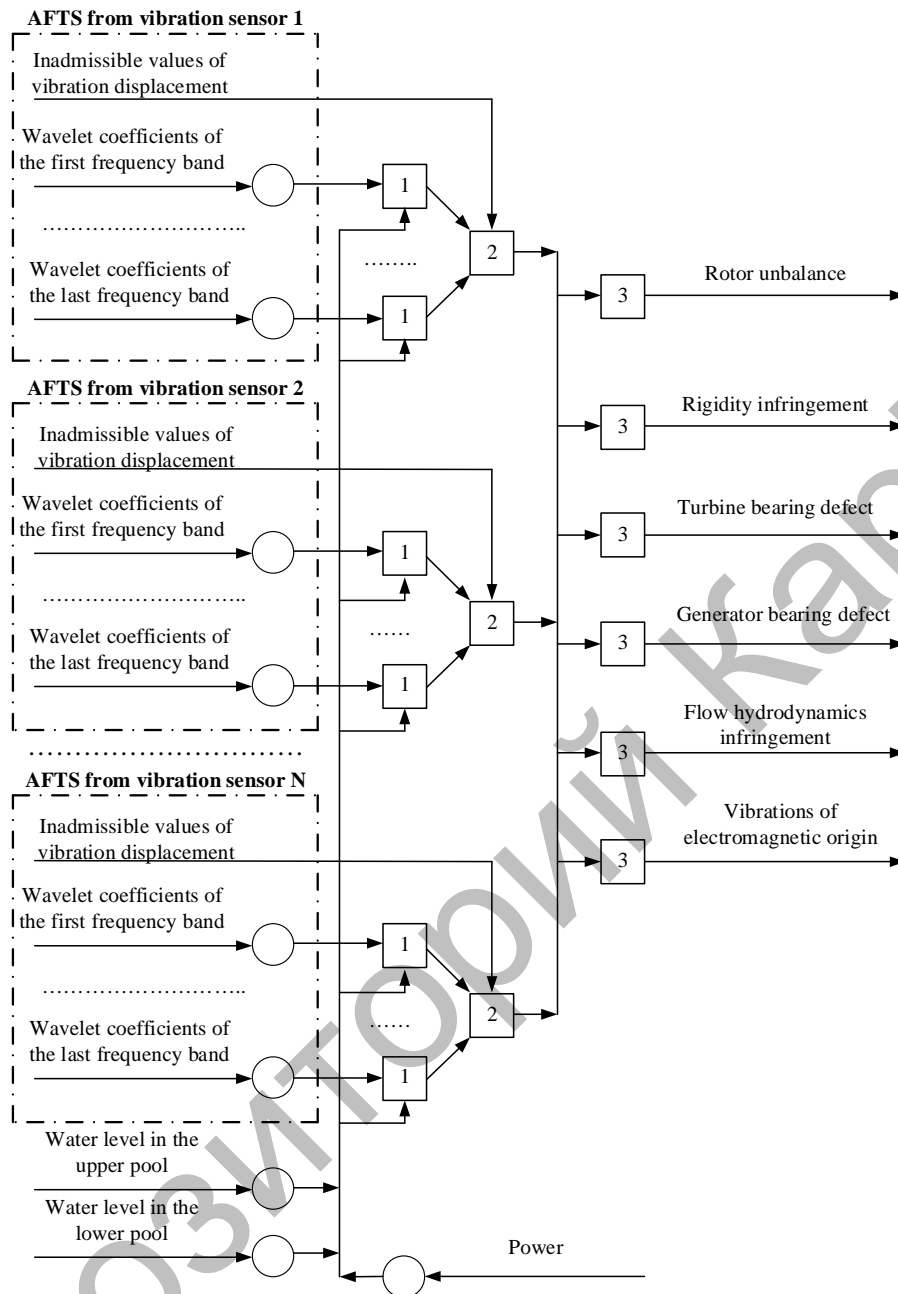 AFTS from vibration sensor 1
Inadmissible values of
vibration displacement
Wavelet coefficients of
the first frequency band
1
…………………………..
……..
2
Wavelet coefficients of
the last frequency band
1
3
Rotor unbalance
AFTS from vibration sensor 2
Inadmissible values of
vibration displacement
3
Rigidity infringement
Wavelet coefficients of
the first frequency band
1
3
Turbine bearing defect
…………………………..
……
2
3
Generator bearing defect
Wavelet coefficients of
the last frequency band
1
Flow hydrodynamics
infringement
3
……………………………
AFTS from vibration sensor N
Inadmissible values of
vibration displacement
Vibrations of
electromagnetic origin
3
Wavelet coefficients of
the first frequency band
1
…………………………..
……
2
Wavelet coefficients of
the last frequency band
1
Water level in the
upper pool
Water level in the
lower pool
Power